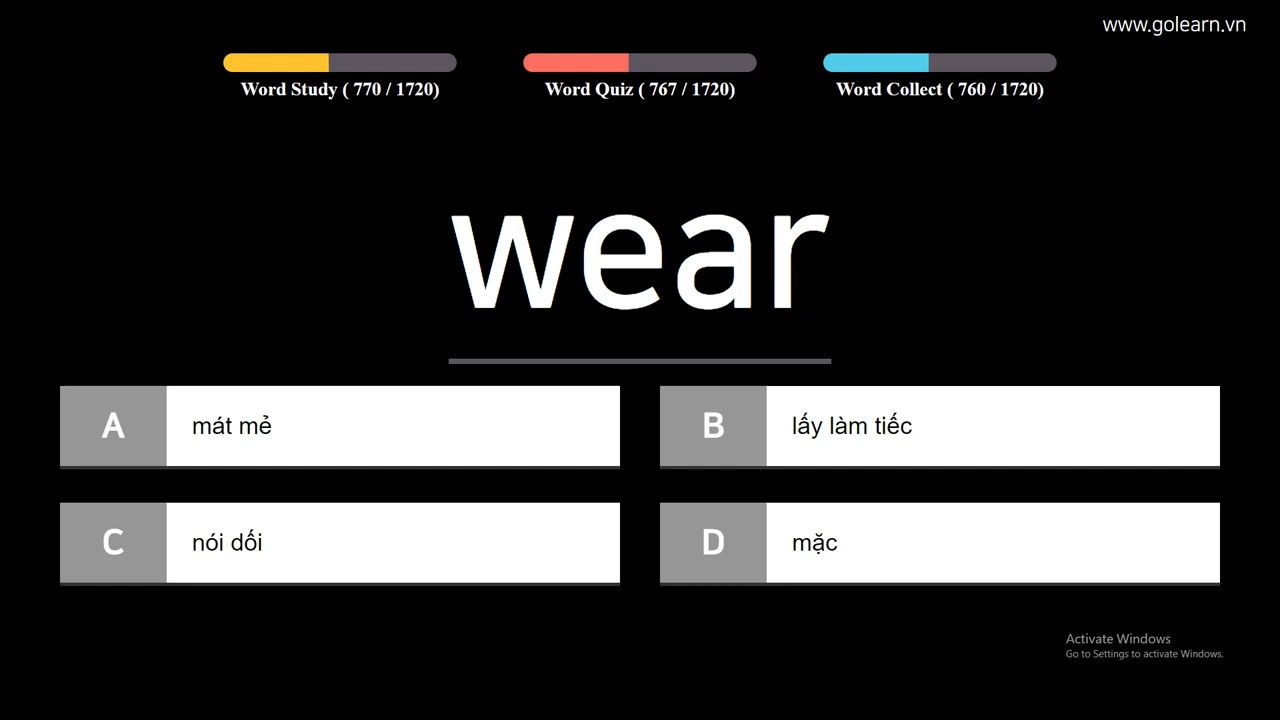 www.golearn.vn
Word Study ( 770 / 1720)
Word Quiz ( 767 / 1720)
Word Collect ( 760 / 1720)
wear
A
mát mẻ
B
lấy làm tiếc
C
nói dối
D
mặc
Activate Windows
Go to Settings to activate Windows.